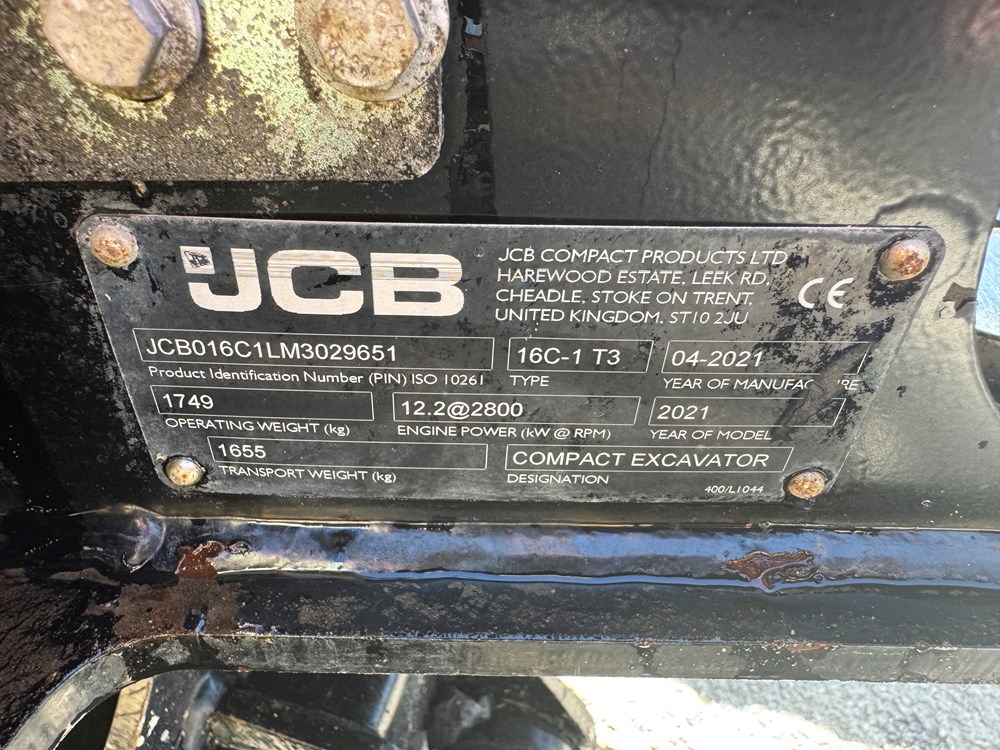 JCB
JCB COMPACT PRODUCTS LTD
HAREWOOD ESTATE, LEEK RD,
CHEADLE, STOKE ON TRENT,
UNITED KINGDOM, ST10 2JU
CE
JCB016C1LM3029651
Product Identification Number (PIN) ISO 10261
16C-1 T3
TYPE
04-2021
YEAR OF
1749
OPERATING WEIGHT (kg)
12.2@2800
ENGINE POWER (kW @ RPM)
2021
YEAR OF MODEL
1655
TRANSPORT WEIGHT (kg)
COMPACT EXCAVATOR
DESIGNATION
400/L1044